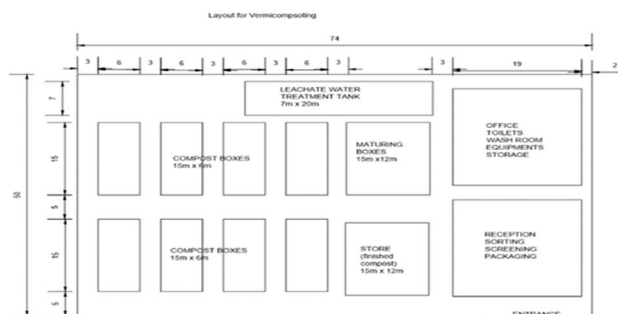 Layout for Vermicompsoting
74
3 6 3 6 3 6 3 6 3 3 19 2
7
LEACHATE WATER
TREATMENT TANK
7m x 20m
OFFICE
TOILETS
WASH ROOM
EQUIPMENTS
STORAGE
15
COMPOST BOXES
15m x 6m
MATURING
BOXES
15m x12m
50
5
15
COMPOST BOXES
15m x 6m
STORE
(finished
compost)
15m x 12m
RECEPTION
SORTING
SCREENING
PACKAGING
5
ENTRANCE